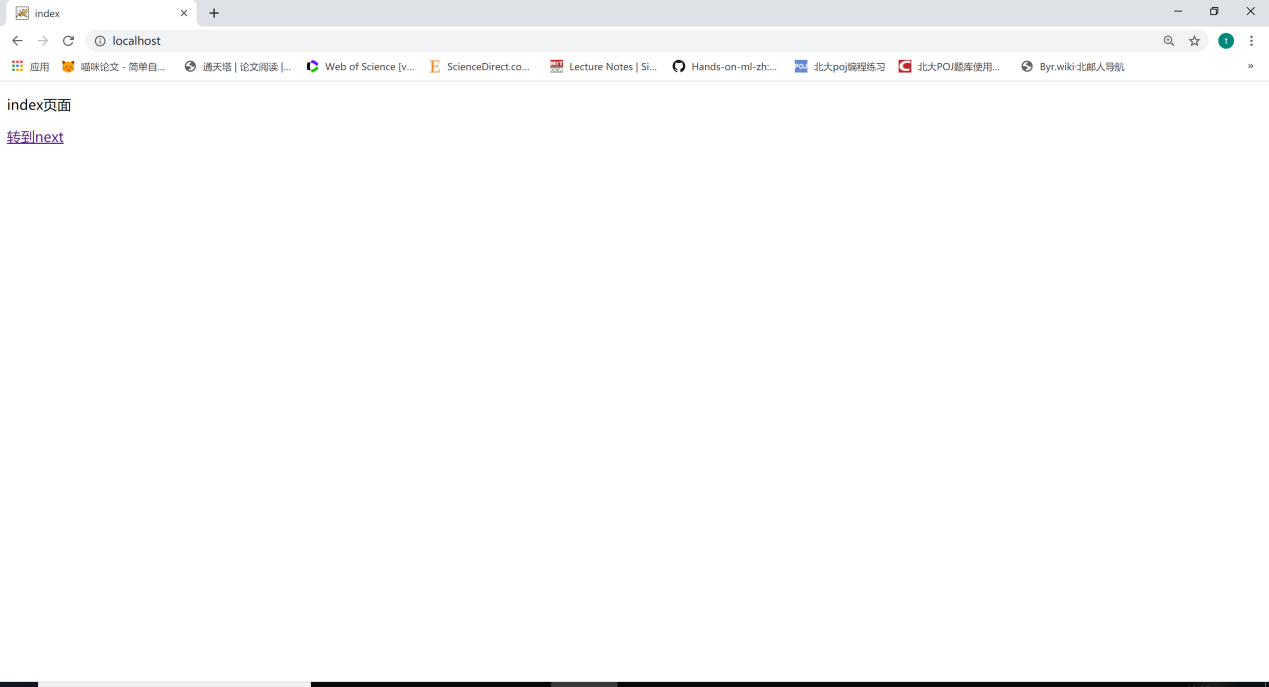 index
localhost
t
应用 喵咪论文 - 简单自... 通天塔 | 论文阅读 |... Web of Science [v... E ScienceDirect.co... MIT OCW Lecture Notes | Si... Hands-on-ml-zh:... POJ 北大poj编程练习 C 北大POJ题库使用... Byr.wiki·北邮人导航 »
index页面
转到next